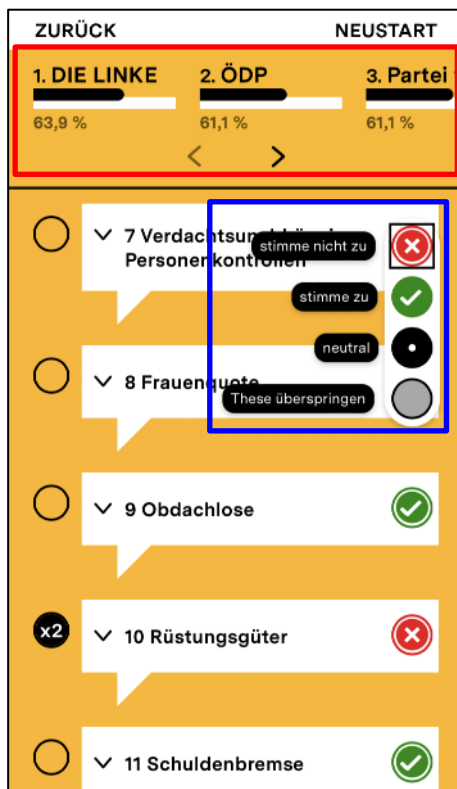 ZURÜCK NEUSTART
1. DIE LINKE 2. ÖDP 3. Partei
63,9 % 61,1 % 61,1 %
7
stimme nicht zu
Personenkontrollen
stimme zu
neutral
8 Frauenquote
These überspringen
9 Obdachlose
x2 10 Rüstungsgüter
11 Schuldenbremse